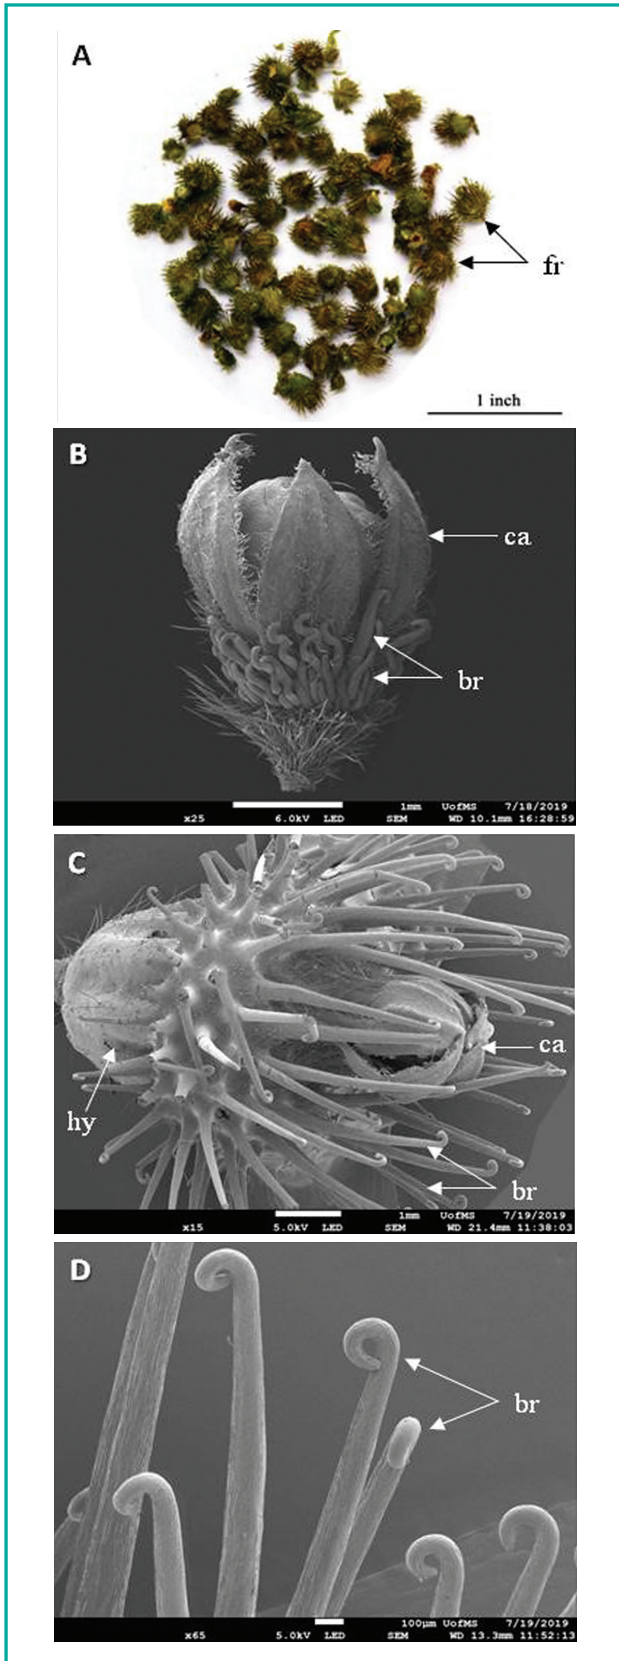 A
fr
1 inch
B
ca
br
1mm UofMS 7/18/2019
x25 6.0kV LED SEM WD 10.1mm 16:28:59
C
ca
hy
br
1mm UofMS 7/19/2019
x15 5.0kV LED SEM WD 21.4mm 11:38:03
D
br
100µm UofMS 7/19/2019
x65 5.0kV LED SEM WD 13.3mm 11:52:13